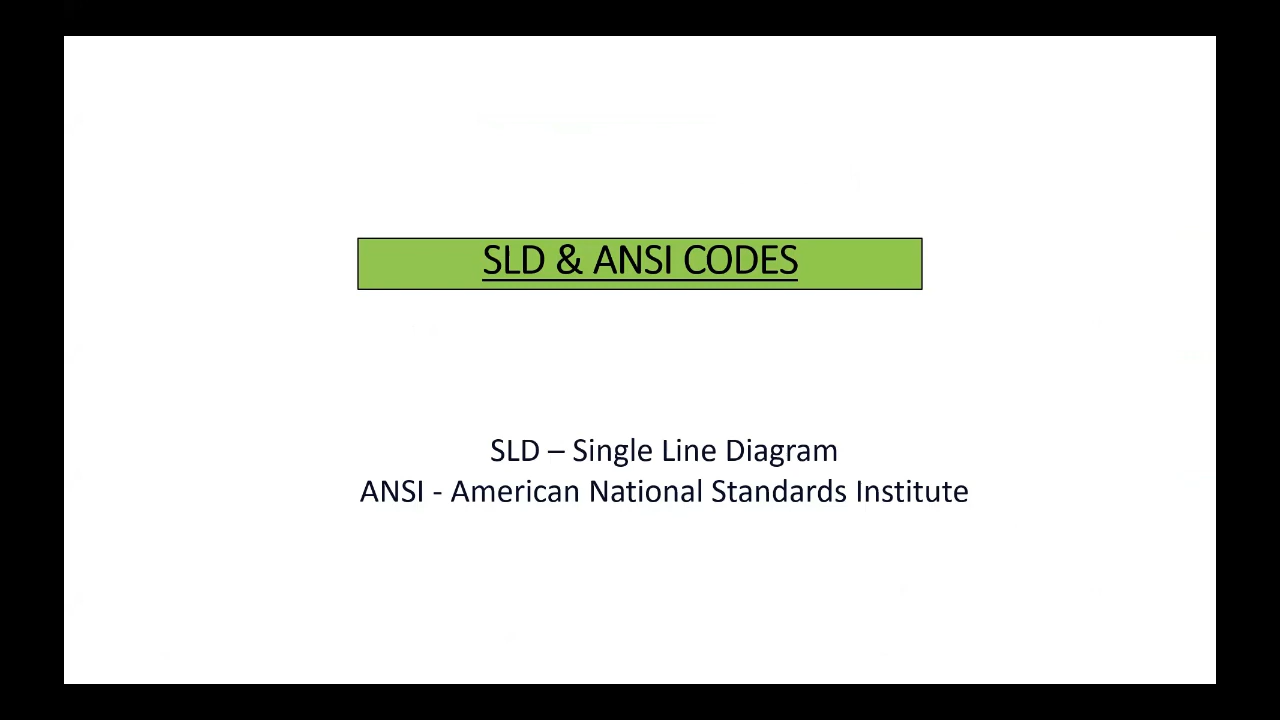 SLD & ANSI CODES
SLD – Single Line Diagram
ANSI - American National Standards Institute